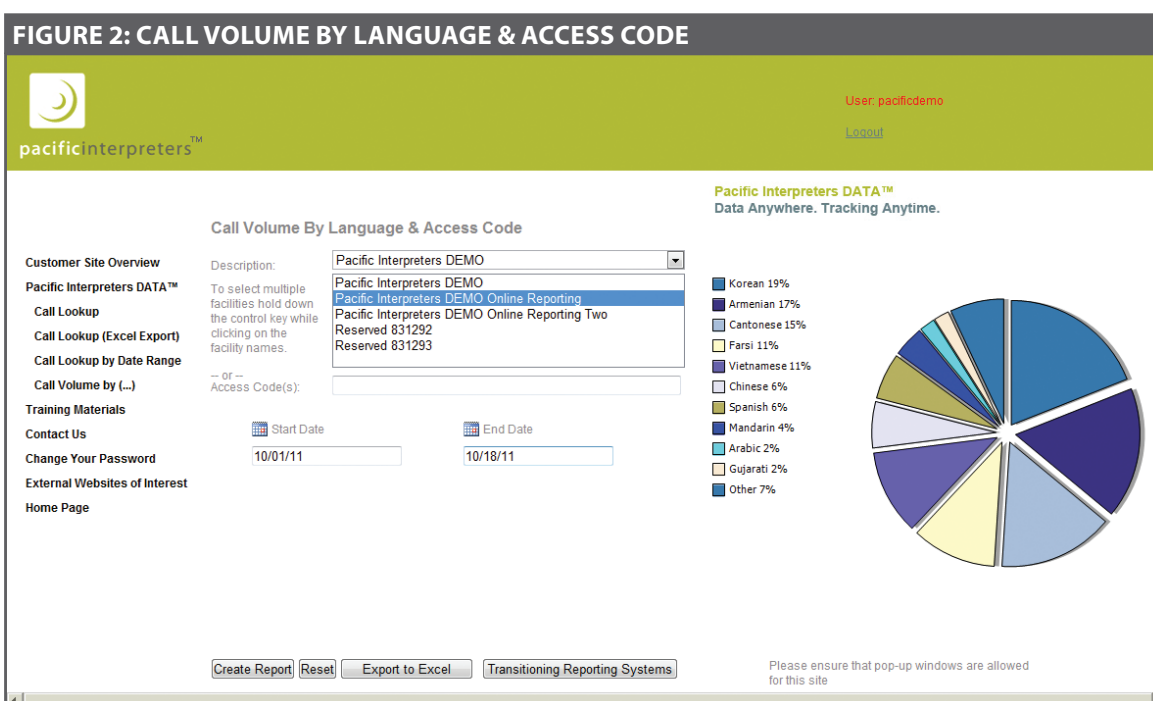 FIGURE 2: CALL VOLUME BY LANGUAGE & ACCESS CODE
pacificinterpreters™
User: pacificdemo
Logout
Pacific Interpreters DATA™
Data Anywhere. Tracking Anytime.
Customer Site Overview
Pacific Interpreters DATA™
Call Lookup
Call Lookup (Excel Export)
Call Lookup by Date Range
Call Volume by (...)
Training Materials
Contact Us
Change Your Password
External Websites of Interest
Home Page
Call Volume By Language & Access Code
Description:
Pacific Interpreters DEMO
To select multiple
facilities hold down
the control key while
clicking on the
facility names.
Pacific Interpreters DEMO
Pacific Interpreters DEMO Online Reporting
Pacific Interpreters DEMO Online Reporting Two
Reserved 831292
Reserved 831293
-- or --
Access Code(s):
Start Date
End Date
10/01/11
10/18/11
Korean 19%
Armenian 17%
Cantonese 15%
Farsi 11%
Vietnamese 11%
Chinese 6%
Spanish 6%
Mandarin 4%
Arabic 2%
Gujarati 2%
Other 7%
Create Report
Reset
Export to Excel
Transitioning Reporting Systems
Please ensure that pop-up windows are allowed
for this site